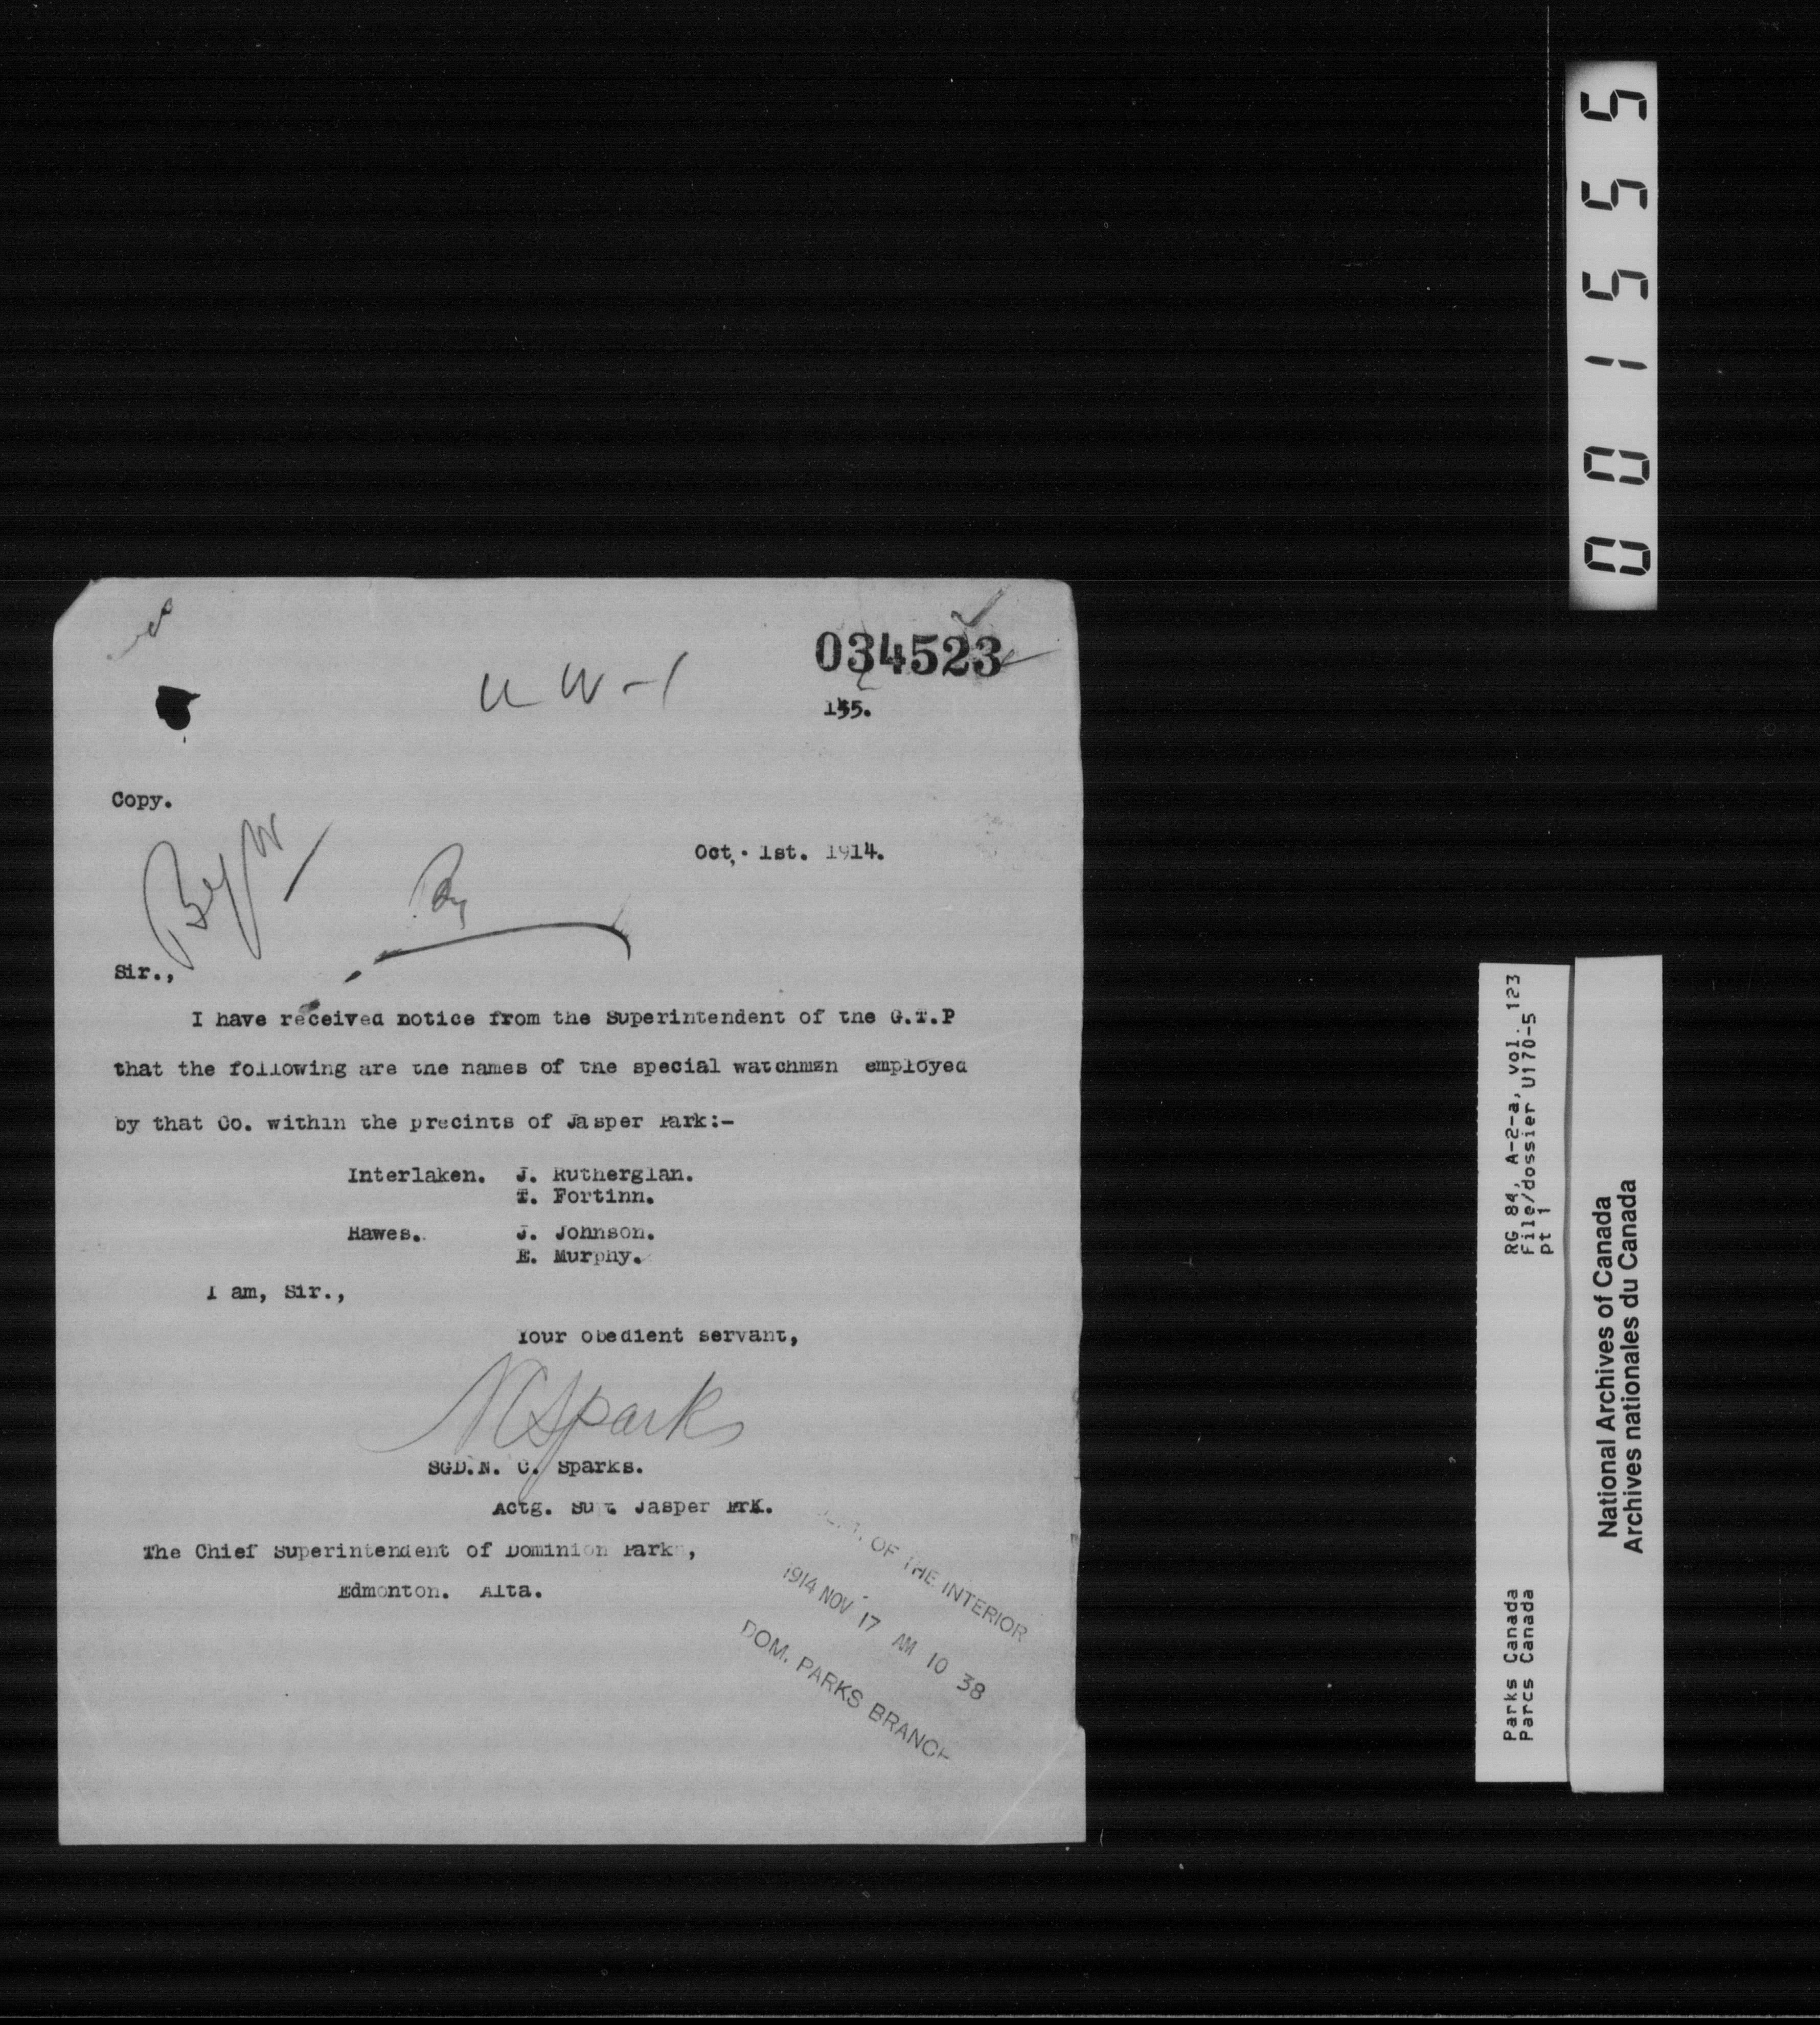 034523
U W-1
155.
Copy.
Oct,. 1st. 1914.
Sir.,
I have received notice from the Superintendent of the G.T.P
that the following are the names of the special watchmen employed
by that Co. within the precints of Jasper Park:-
Interlaken. J. Rutherglan.
T. Fortinn.
Hawes. J. Johnson.
E. Murphy.
I am, Sir.,
Your obedient servant,
NCSparks
SGD.N. C. Sparks.
Actg. Supt. Jasper PrK.
The Chief Superintendent of Dominion Parks,
Edmonton. Alta.
DEPT. OF THE INTERIOR
1914 NOV 17 AM 10 38
DOM. PARKS BRANCH
001555
RG 84, A-2-a, vol. 123
File/dossier U170-5
pt 1
Parks Canada
Parcs Canada
National Archives of Canada
Archives nationales du Canada